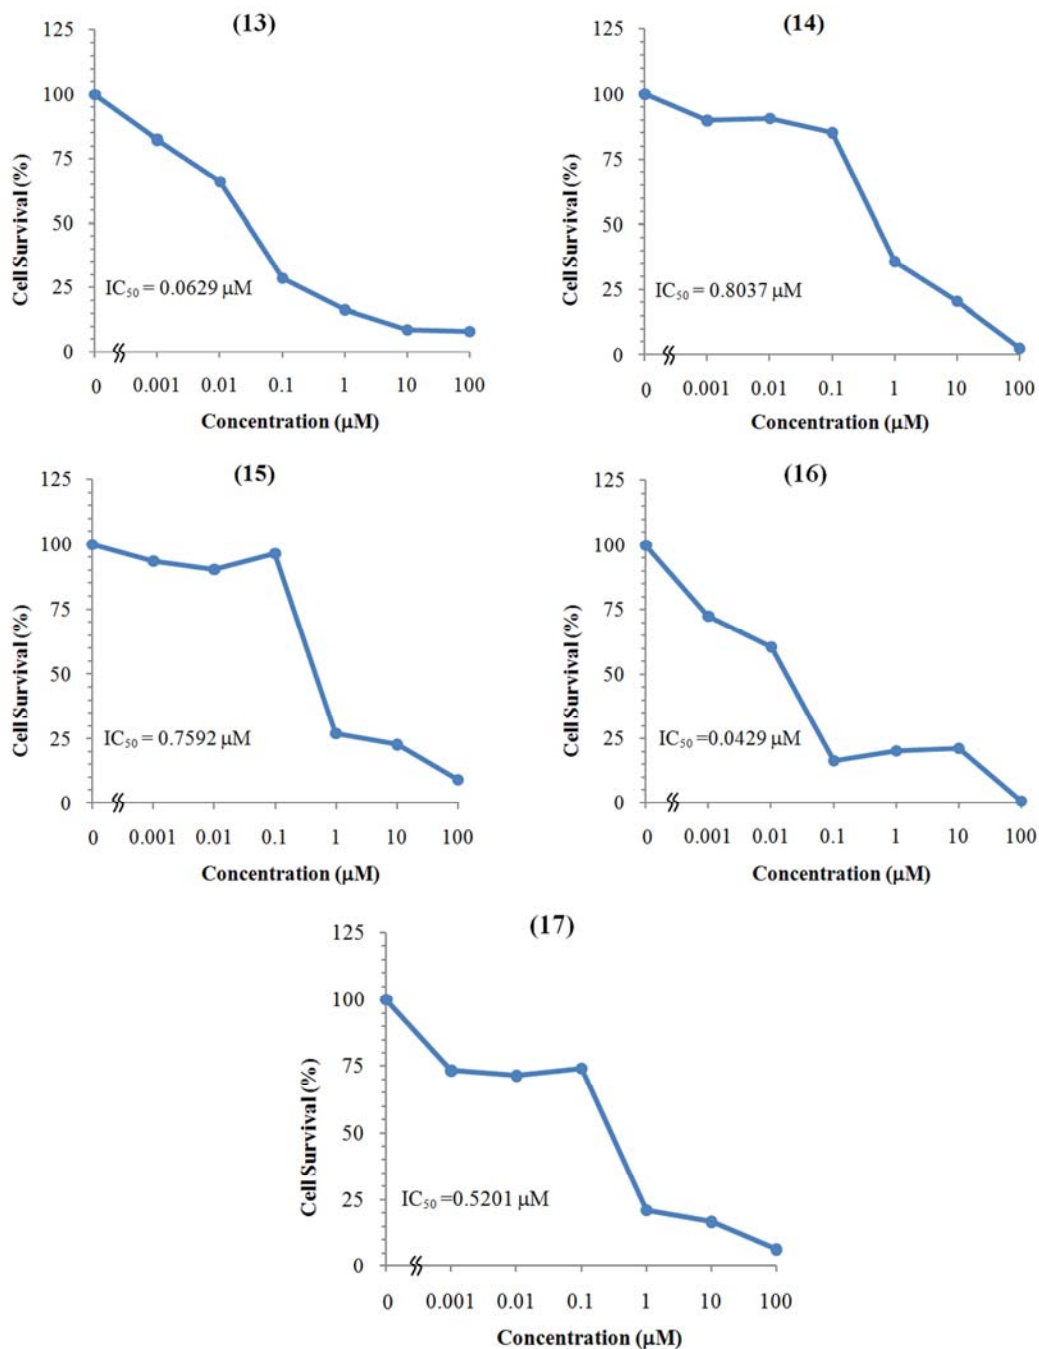 (13)
125
100
75
50
25
0
Cell Survival (%)
IC₅₀ = 0.0629 µM
0 0.001 0.01 0.1 1 10 100
Concentration (µM)
(14)
125
100
75
50
25
0
Cell Survival (%)
IC₅₀ = 0.8037 µM
0 0.001 0.01 0.1 1 10 100
Concentration (µM)
(15)
125
100
75
50
25
0
Cell Survival (%)
IC₅₀ = 0.7592 µM
0 0.001 0.01 0.1 1 10 100
Concentration (µM)
(16)
125
100
75
50
25
0
Cell Survival (%)
IC₅₀ =0.0429 µM
0 0.001 0.01 0.1 1 10 100
Concentration (µM)
(17)
125
100
75
50
25
0
Cell Survival (%)
IC₅₀ =0.5201 µM
0 0.001 0.01 0.1 1 10 100
Concentration (µM)